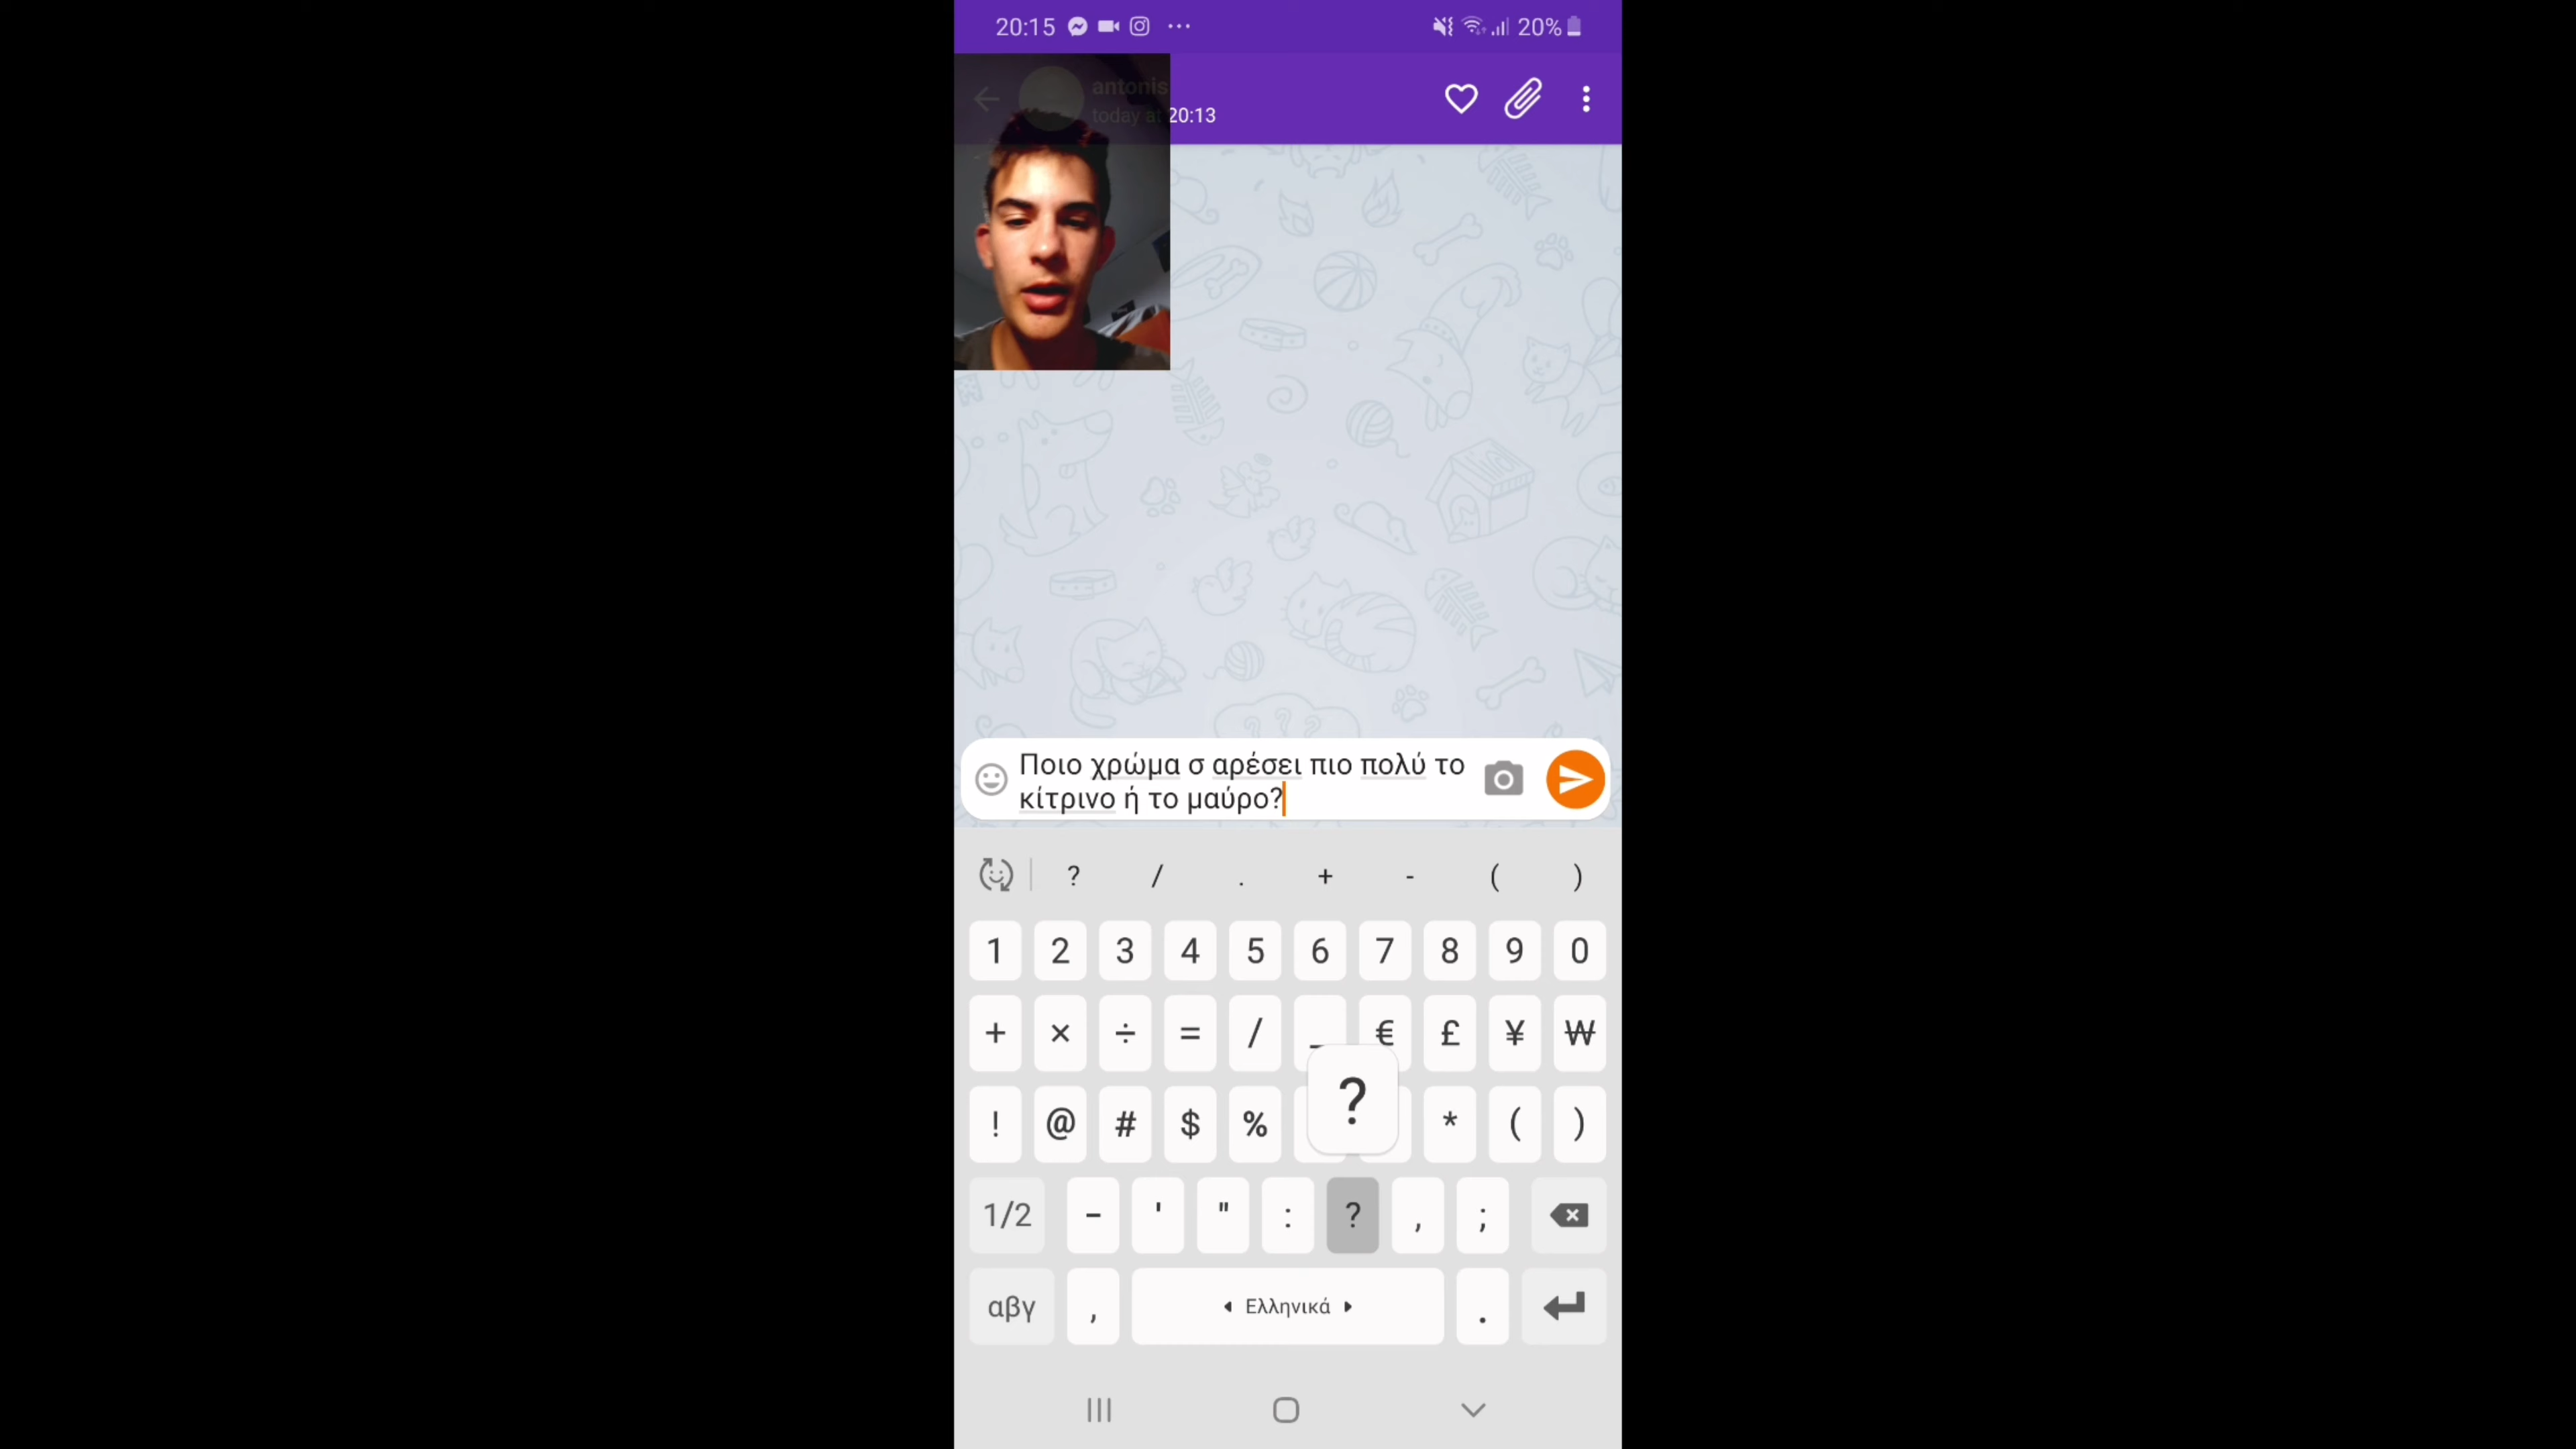 20:15 20%
antonis
today at 20:13
Ποιο χρώμα σ αρέσει πιο πολύ το
κίτρινο ή το μαύρο?
? / . + - ( )
1 2 3 4 5 6 7 8 9 0
+ × ÷ = / _ € £ ¥ ₩
! @ # $ % ? * ( )
1/2 - ' " : ? , ;
αβγ , Ελληνικά .